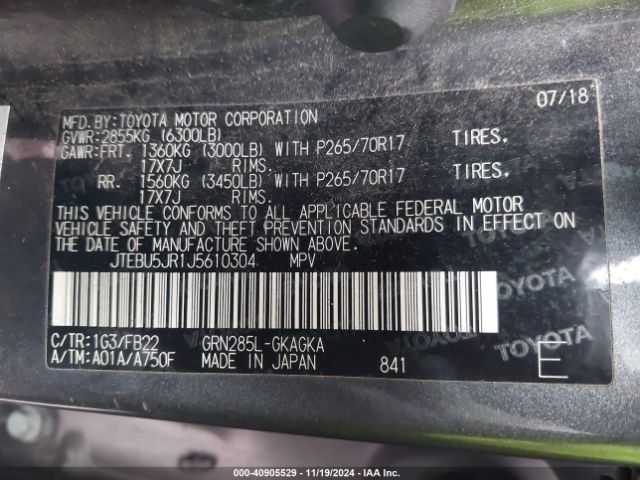 MFD.BY:TOYOTA MOTOR CORPORATION 07/18
GVWR:2855KG (6300LB)
GAWR:FRT. 1360KG (3000LB) WITH P265/70R17 TIRES.
17X7J RIMS.
RR. 1560KG (3450LB) WITH P265/70R17 TIRES.
17X7J RIMS.
THIS VEHICLE CONFORMS TO ALL APPLICABLE FEDERAL MOTOR
VEHICLE SAFETY AND THEFT PREVENTION STANDARDS IN EFFECT ON
THE DATE OF MANUFACTURE SHOWN ABOVE.
JTEBU5JR1J5610304 MPV
TOYOTA
TOYOTA
C/TR:1G3/FB22 GRN285L-GKAGKA
A/TM:A01A/A750F MADE IN JAPAN 841 E
000-40905529 - 11/19/2024 - IAA Inc.